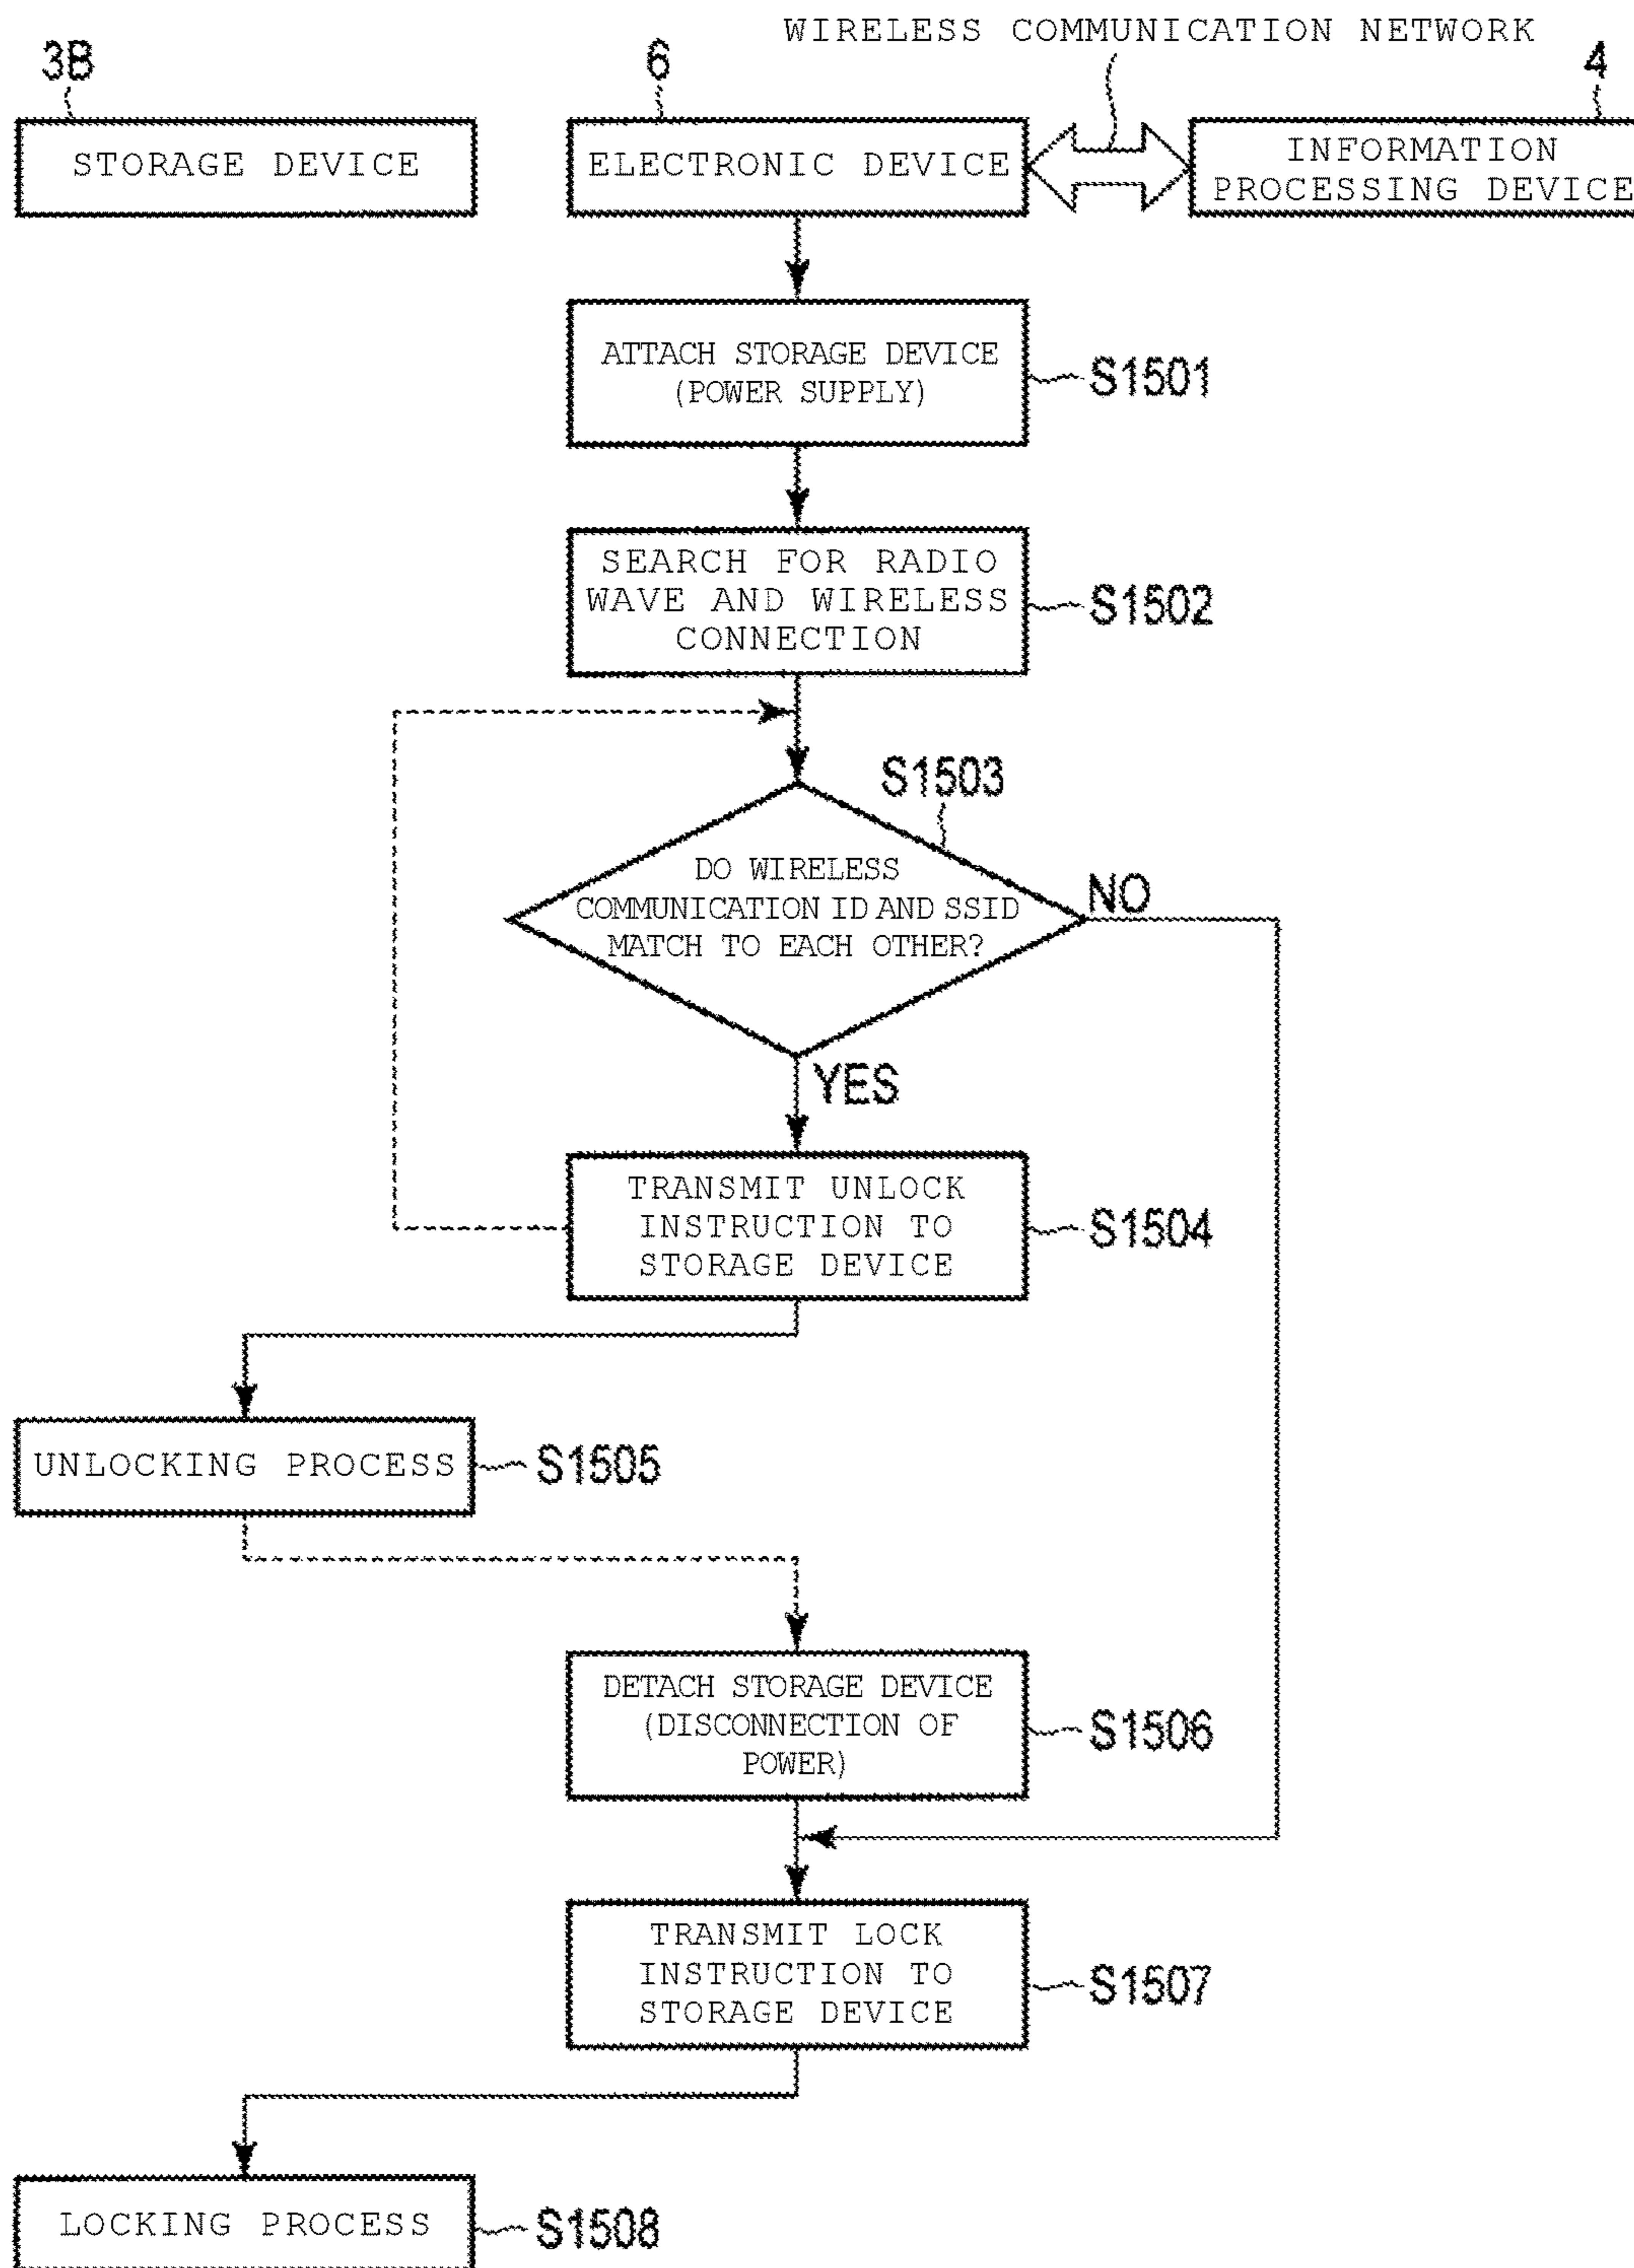 WIRELESS COMMUNICATION NETWORK
3B
6
4
STORAGE DEVICE
ELECTRONIC DEVICE
INFORMATION
PROCESSING DEVICE
ATTACH STORAGE DEVICE
(POWER SUPPLY)
S1501
SEARCH FOR RADIO
WAVE AND WIRELESS
CONNECTION
S1502
S1503
DO WIRELESS
COMMUNICATION ID AND SSID
MATCH TO EACH OTHER?
NO
YES
TRANSMIT UNLOCK
INSTRUCTION TO
STORAGE DEVICE
S1504
UNLOCKING PROCESS
S1505
DETACH STORAGE DEVICE
(DISCONNECTION OF
POWER)
S1506
TRANSMIT LOCK
INSTRUCTION TO
STORAGE DEVICE
S1507
LOCKING PROCESS
S1508